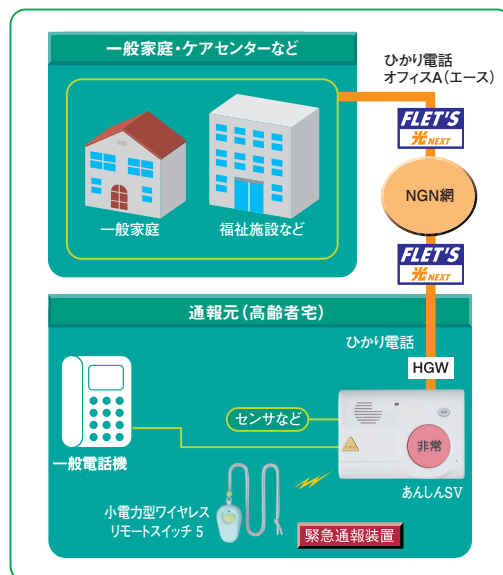 一般家庭・ケアセンターなど
ひかり電話
オフィスA(エース)
FLET'S
光NEXT
NGN網
一般家庭
福祉施設など
FLET'S
光NEXT
通報元(高齢者宅)
ひかり電話
HGW
センサなど
非常
一般電話機
あんしんSV
小電力型ワイヤレス
リモートスイッチ5
緊急通報装置